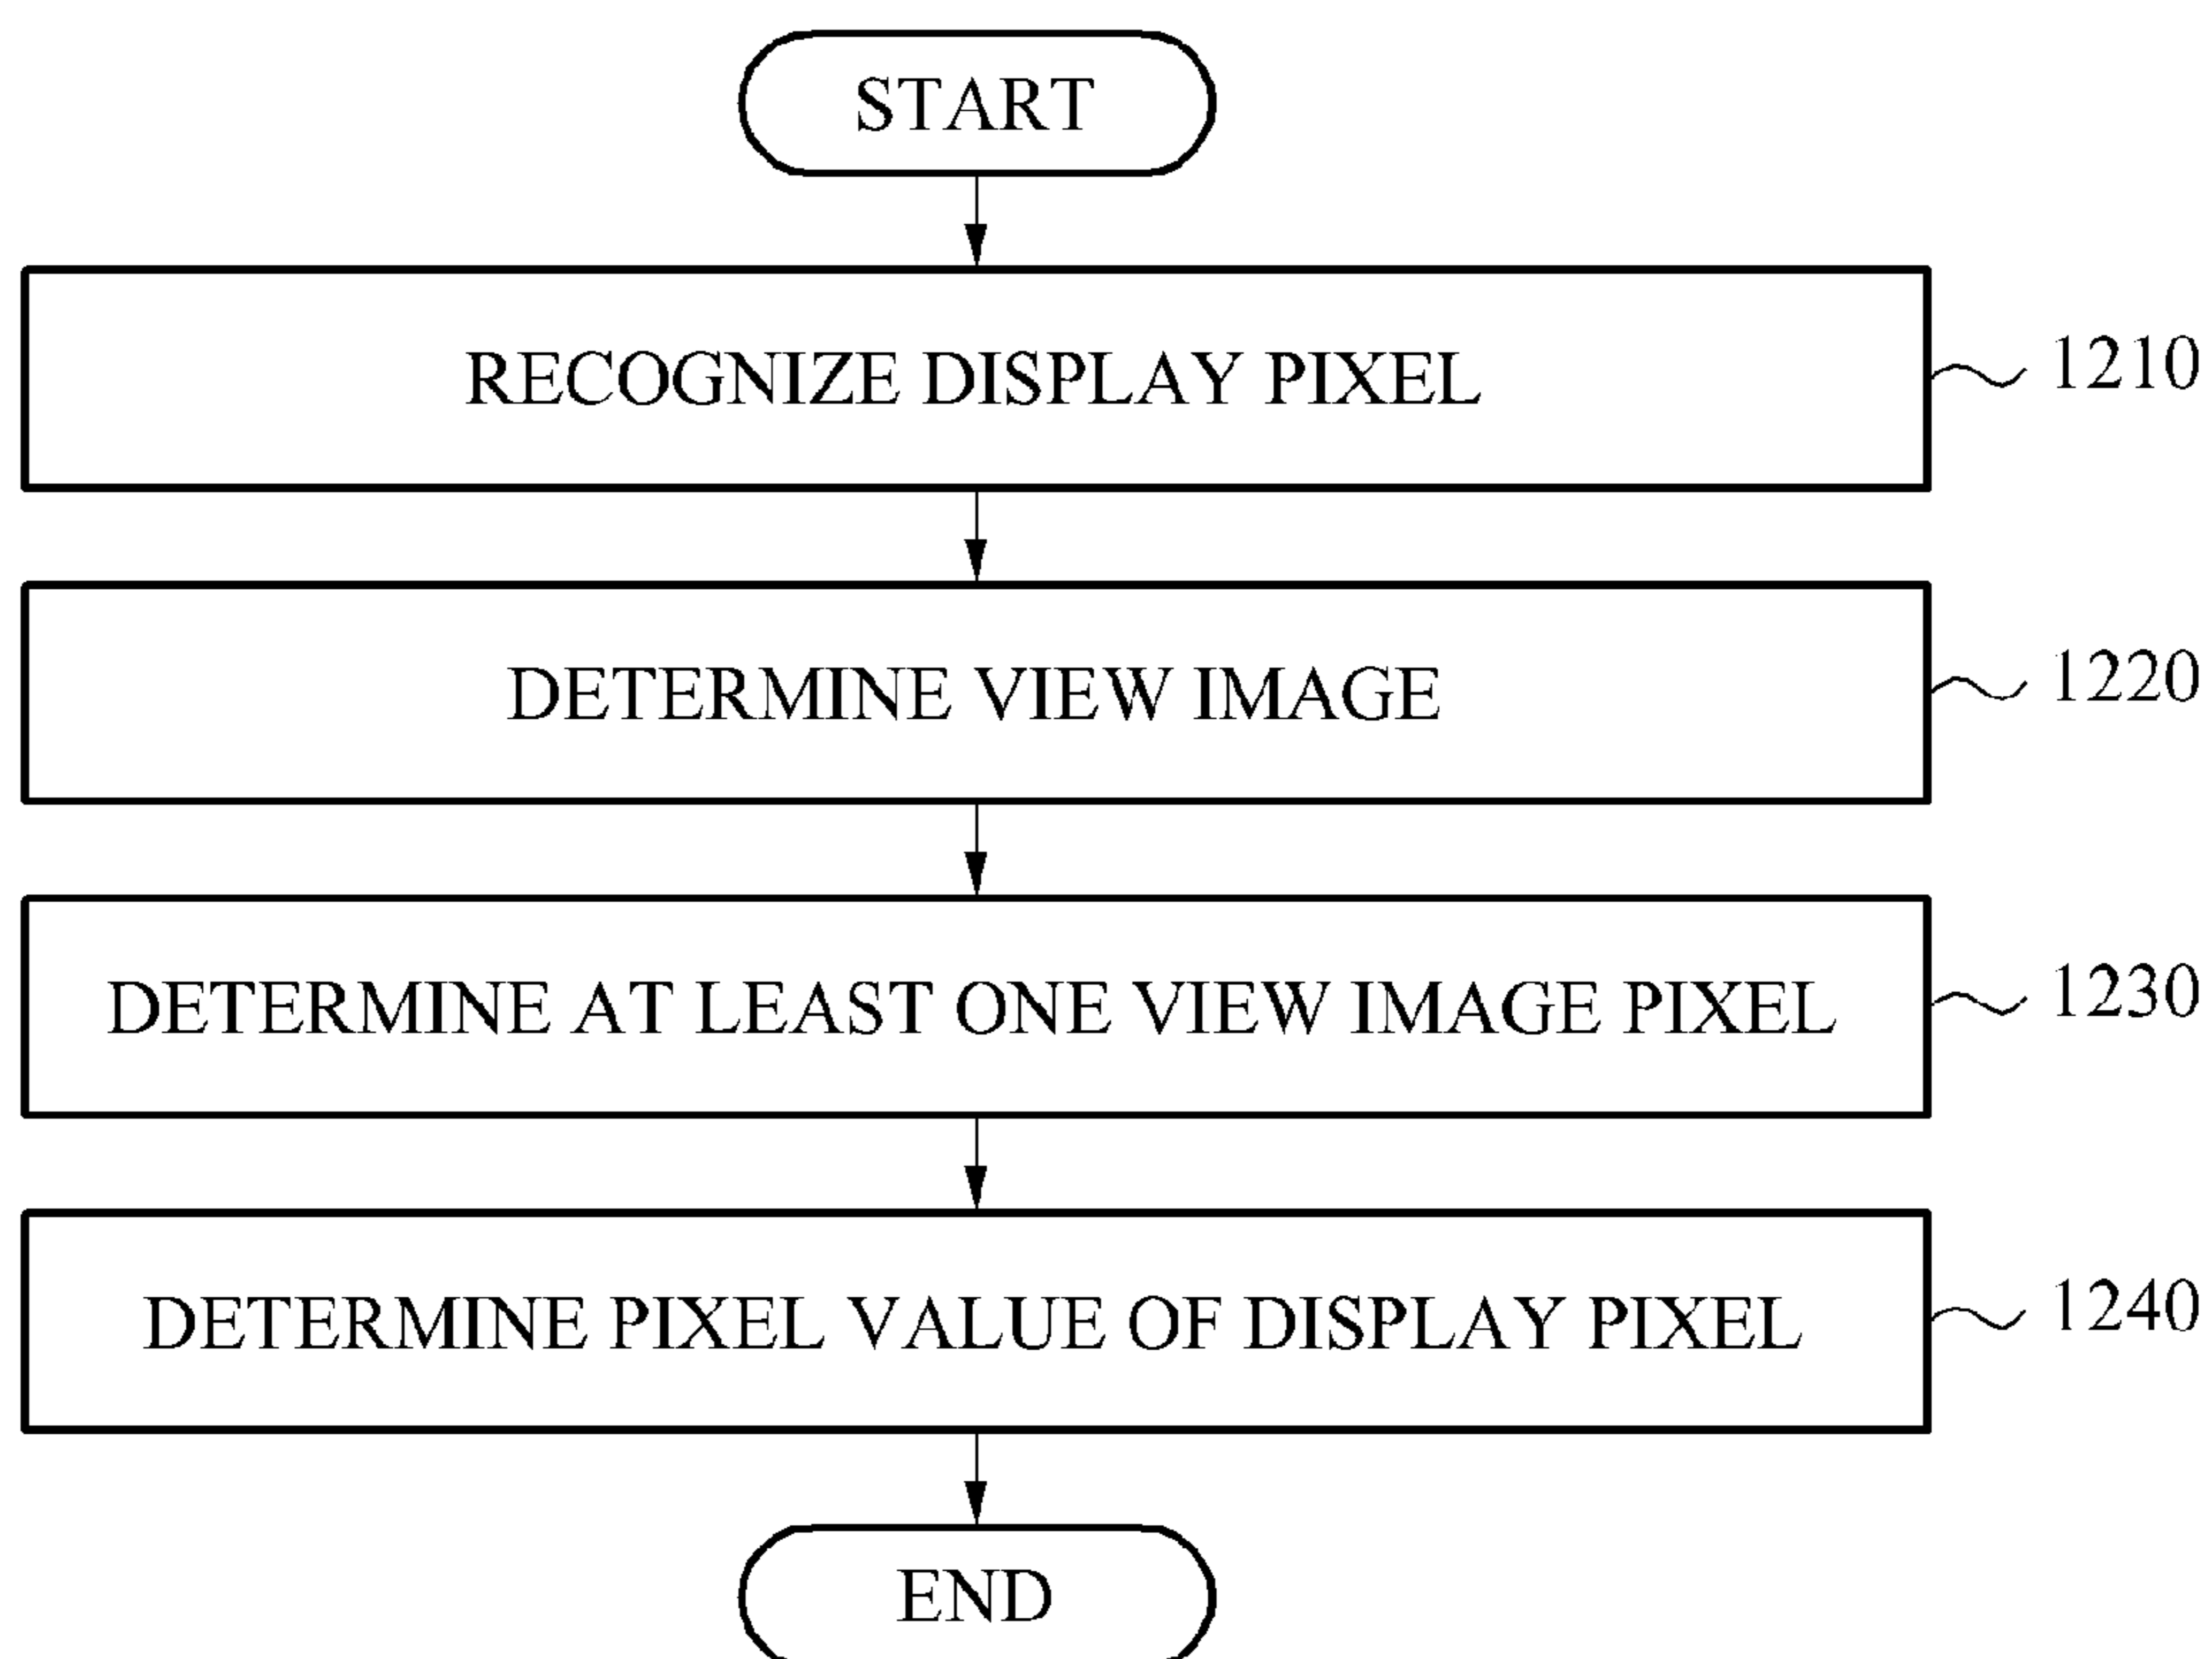 START
RECOGNIZE DISPLAY PIXEL
1210
DETERMINE VIEW IMAGE
1220
DETERMINE AT LEAST ONE VIEW IMAGE PIXEL
1230
DETERMINE PIXEL VALUE OF DISPLAY PIXEL
1240
END